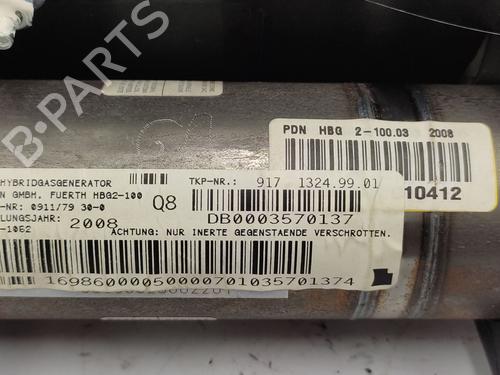 B-PARTS
PDN HBG 2-100.03 2008
10412
HYBRIDGASGENERATOR
N GMBH. FUERTH HBG2-100
-NR: 0911/79 30-0
LUNGSJAHR: 2008
-1062
Q8
TKP-NR.: 917 1324.99.01
DB0003570137
ACHTUNG: NUR INERTE GEGENSTAENDE VERSCHROTTEN.
16986000050000701035701374